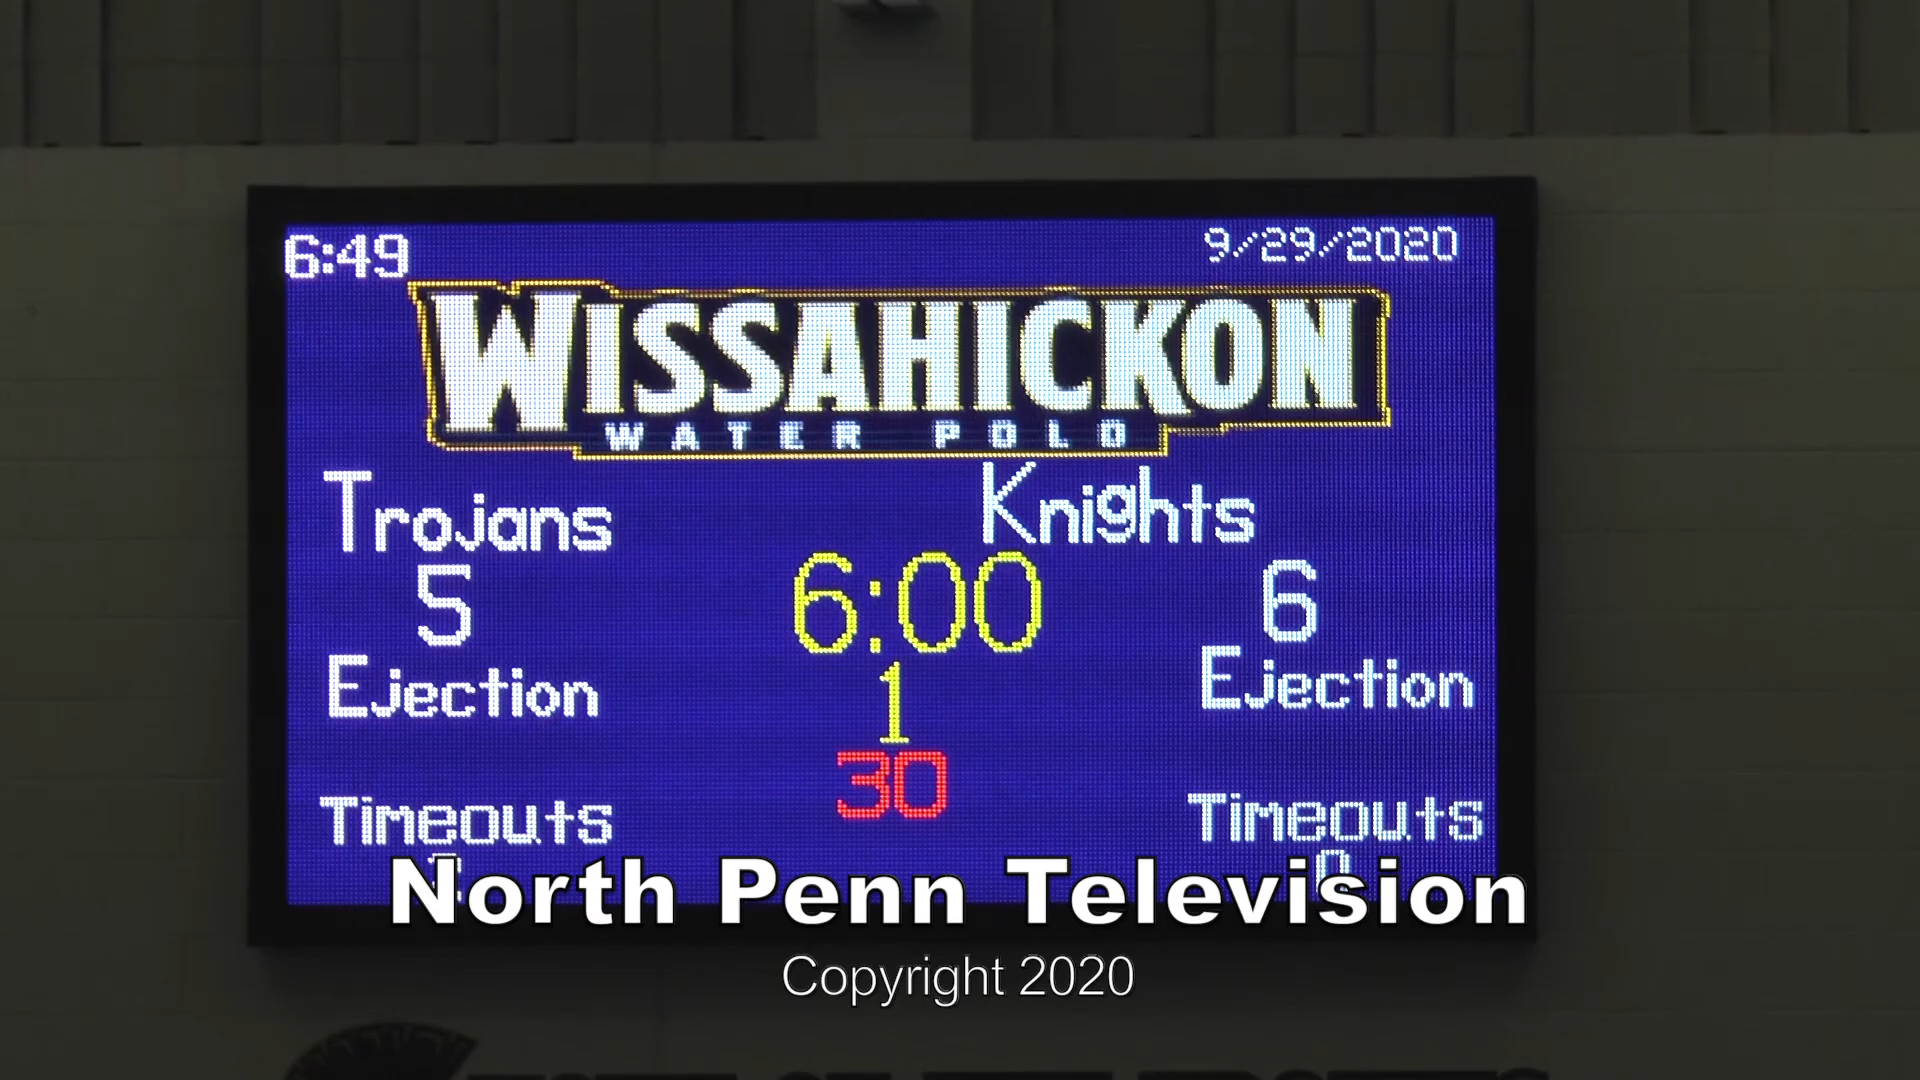 6:49 9/29/2020
WISSAHICKON
WATER POLO
Trojans Knights
5 6:00 6
Ejection 1 Ejection
30
Timeouts Timeouts
North Penn Television
Copyright 2020